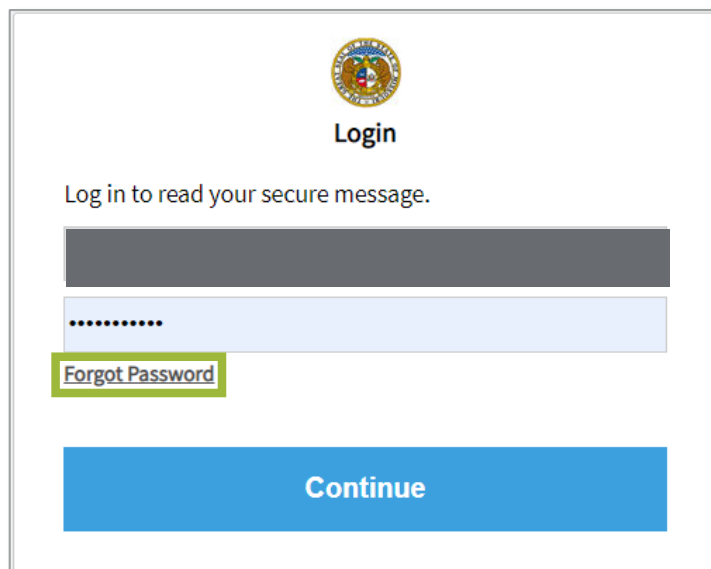 Login
Log in to read your secure message.
•••••••••••
Forgot Password
Continue